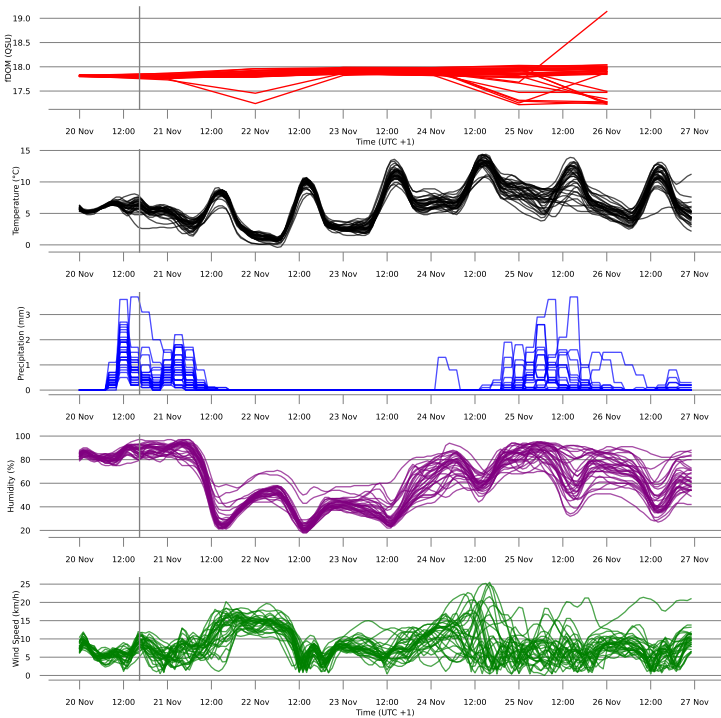 fDOM (QSU)
19.0
18.5
18.0
17.5
20 Nov 12:00 21 Nov 12:00 22 Nov 12:00 23 Nov 12:00 24 Nov 12:00 25 Nov 12:00 26 Nov 12:00 27 Nov
Time (UTC +1)
Temperature (°C)
15
10
5
0
20 Nov 12:00 21 Nov 12:00 22 Nov 12:00 23 Nov 12:00 24 Nov 12:00 25 Nov 12:00 26 Nov 12:00 27 Nov
Precipitation (mm)
3
2
1
0
20 Nov 12:00 21 Nov 12:00 22 Nov 12:00 23 Nov 12:00 24 Nov 12:00 25 Nov 12:00 26 Nov 12:00 27 Nov
Humidity (%)
100
80
60
40
20
20 Nov 12:00 21 Nov 12:00 22 Nov 12:00 23 Nov 12:00 24 Nov 12:00 25 Nov 12:00 26 Nov 12:00 27 Nov
Wind Speed (km/h)
25
20
15
10
5
0
20 Nov 12:00 21 Nov 12:00 22 Nov 12:00 23 Nov 12:00 24 Nov 12:00 25 Nov 12:00 26 Nov 12:00 27 Nov
Time (UTC +1)